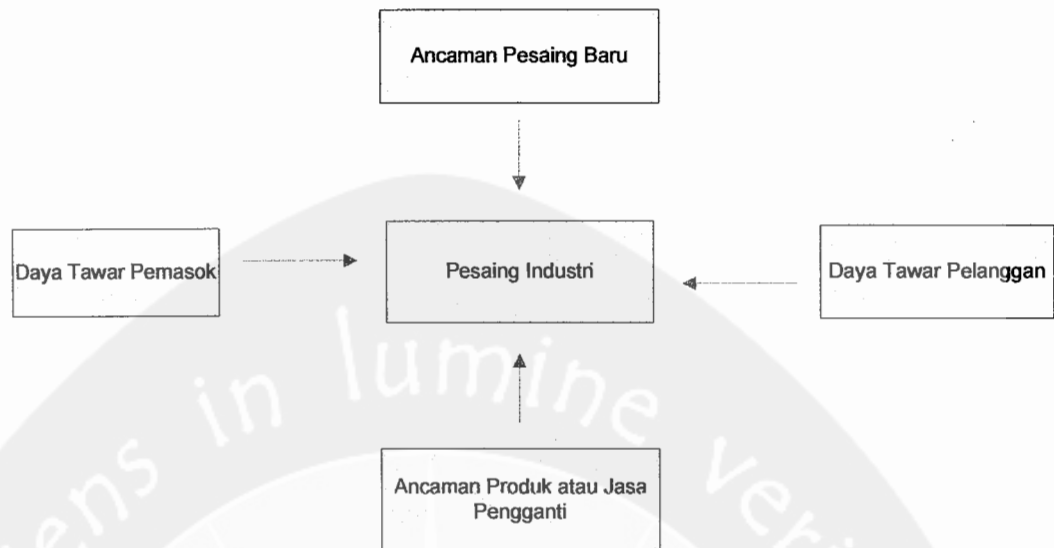 Ancaman Pesaing Baru
Daya Tawar Pemasok
Pesaing Industri
Daya Tawar Pelanggan
in lumine
Ancaman Produk atau Jasa
Pengganti